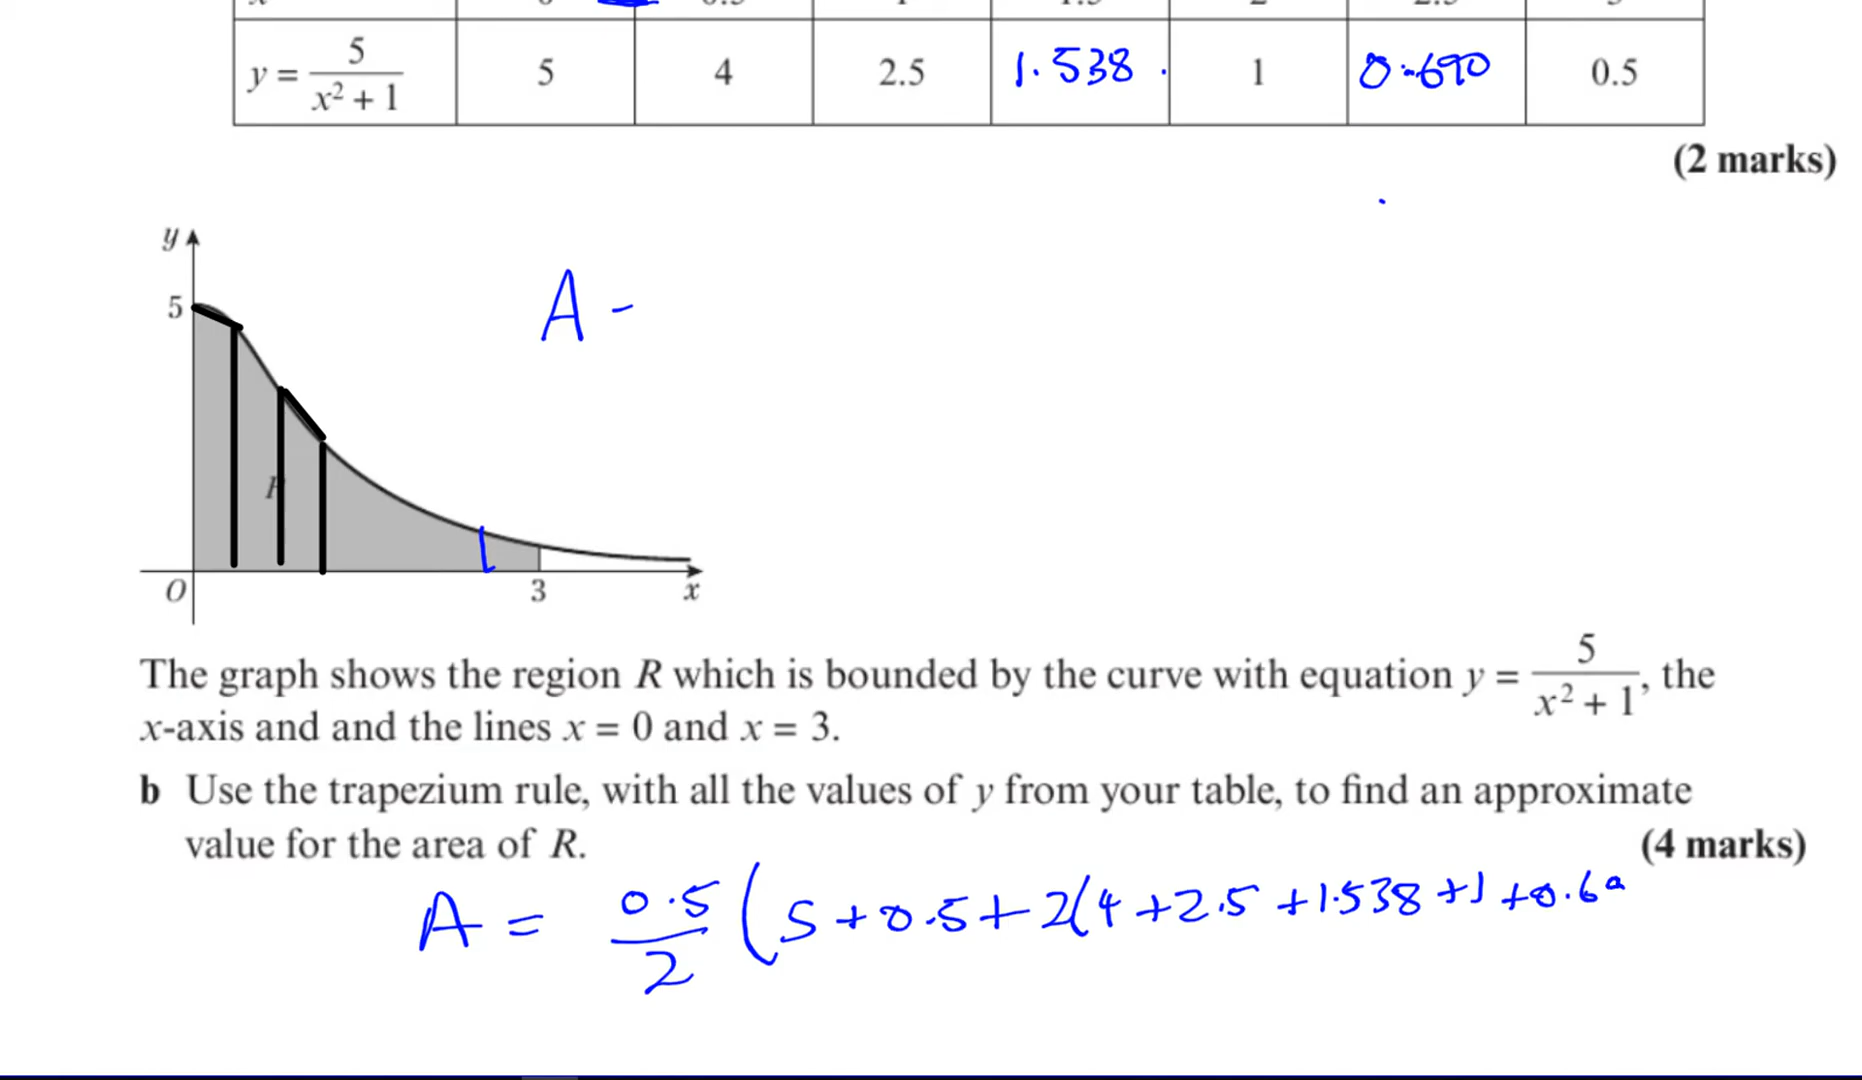 y = 5/(x² + 1) 5 4 2.5 1.538 1 0.690 0.5
(2 marks)
y
5
A -
R
O 3 x
The graph shows the region R which is bounded by the curve with equation y = 5/(x² + 1), the
x-axis and and the lines x = 0 and x = 3.
b Use the trapezium rule, with all the values of y from your table, to find an approximate
value for the area of R.
(4 marks)
A = 0.5/2 (5 + 0.5 + 2(4 + 2.5 + 1.538 + 1 + 0.69